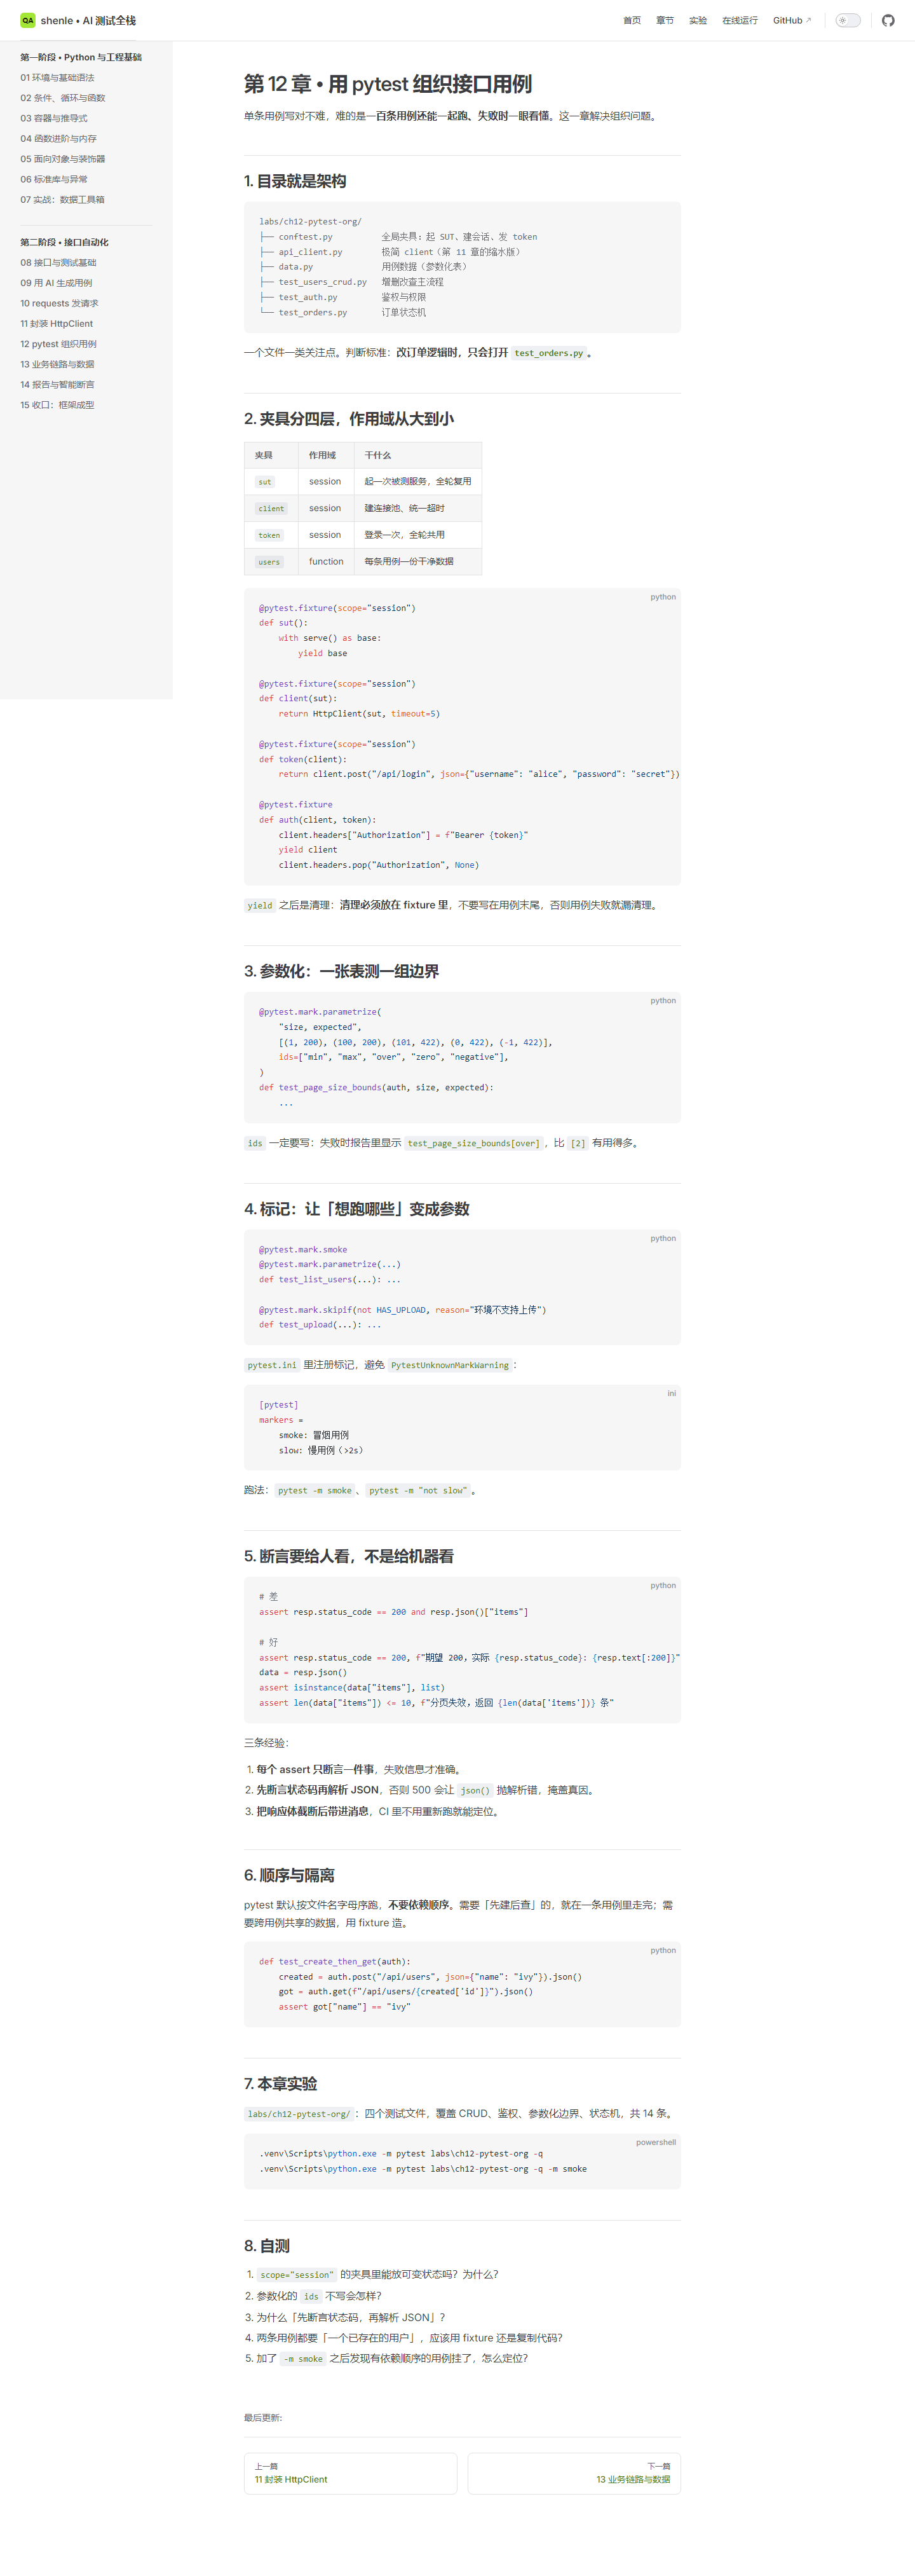 QA shenle • AI 测试全栈
首页 章节 实验 在线运行 GitHub
第一阶段 • Python 与工程基础
01 环境与基础语法
02 条件、循环与函数
03 容器与推导式
04 函数进阶与内存
05 面向对象与装饰器
06 标准库与异常
07 实战：数据工具箱
第二阶段 • 接口自动化
08 接口与测试基础
09 用 AI 生成用例
10 requests 发请求
11 封装 HttpClient
12 pytest 组织用例
13 业务链路与数据
14 报告与智能断言
15 收口：框架成型
第 12 章 • 用 pytest 组织接口用例
单条用例写对不难，难的是一百条用例还能一起跑、失败时一眼看懂。这一章解决组织问题。
1. 目录就是架构
labs/ch12-pytest-org/
├── conftest.py 全局夹具：起 SUT、建会话、发 token
├── api_client.py 极简 client（第 11 章的缩水版）
├── data.py 用例数据（参数化表）
├── test_users_crud.py 增删改查主流程
├── test_auth.py 鉴权与权限
└── test_orders.py 订单状态机
一个文件一类关注点。判断标准：改订单逻辑时，只会打开 test_orders.py。
2. 夹具分四层，作用域从大到小
夹具 作用域 干什么
sut session 起一次被测服务，全轮复用
client session 建连接池、统一超时
token session 登录一次，全轮共用
users function 每条用例一份干净数据
python
@pytest.fixture(scope="session")
def sut():
    with serve() as base:
        yield base
@pytest.fixture(scope="session")
def client(sut):
    return HttpClient(sut, timeout=5)
@pytest.fixture(scope="session")
def token(client):
    return client.post("/api/login", json={"username": "alice", "password": "secret"})
@pytest.fixture
def auth(client, token):
    client.headers["Authorization"] = f"Bearer {token}"
    yield client
    client.headers.pop("Authorization", None)
yield 之后是清理：清理必须放在 fixture 里，不要写在用例末尾，否则用例失败就漏清理。
3. 参数化：一张表测一组边界
python
@pytest.mark.parametrize(
    "size, expected",
    [(1, 200), (100, 200), (101, 422), (0, 422), (-1, 422)],
    ids=["min", "max", "over", "zero", "negative"],
)
def test_page_size_bounds(auth, size, expected):
    ...
ids 一定要写：失败时报告里显示 test_page_size_bounds[over]，比 [2] 有用得多。
4. 标记：让「想跑哪些」变成参数
python
@pytest.mark.smoke
@pytest.mark.parametrize(...)
def test_list_users(...): ...
@pytest.mark.skipif(not HAS_UPLOAD, reason="环境不支持上传")
def test_upload(...): ...
pytest.ini 里注册标记，避免 PytestUnknownMarkWarning：
ini
[pytest]
markers =
    smoke: 冒烟用例
    slow: 慢用例（>2s）
跑法：pytest -m smoke、pytest -m "not slow"。
5. 断言要给人看，不是给机器看
python
# 差
assert resp.status_code == 200 and resp.json()["items"]
# 好
assert resp.status_code == 200, f"期望 200，实际 {resp.status_code}: {resp.text[:200]}"
data = resp.json()
assert isinstance(data["items"], list)
assert len(data["items"]) <= 10, f"分页失效，返回 {len(data['items'])} 条"
三条经验：
1. 每个 assert 只断言一件事，失败信息才准确。
2. 先断言状态码再解析 JSON，否则 500 会让 json() 抛解析错，掩盖真因。
3. 把响应体截断后带进消息，CI 里不用重新跑就能定位。
6. 顺序与隔离
pytest 默认按文件名字母序跑，不要依赖顺序。需要「先建后查」的，就在一条用例里走完；需
要跨用例共享的数据，用 fixture 造。
python
def test_create_then_get(auth):
    created = auth.post("/api/users", json={"name": "ivy"}).json()
    got = auth.get(f"/api/users/{created['id']}").json()
    assert got["name"] == "ivy"
7. 本章实验
labs/ch12-pytest-org/：四个测试文件，覆盖 CRUD、鉴权、参数化边界、状态机，共 14 条。
powershell
.venv\Scripts\python.exe -m pytest labs\ch12-pytest-org -q
.venv\Scripts\python.exe -m pytest labs\ch12-pytest-org -q -m smoke
8. 自测
1. scope="session" 的夹具里能放可变状态吗？为什么？
2. 参数化的 ids 不写会怎样？
3. 为什么「先断言状态码，再解析 JSON」？
4. 两条用例都要「一个已存在的用户」，应该用 fixture 还是复制代码？
5. 加了 -m smoke 之后发现有依赖顺序的用例挂了，怎么定位？
最后更新:
上一篇
11 封装 HttpClient
下一篇
13 业务链路与数据